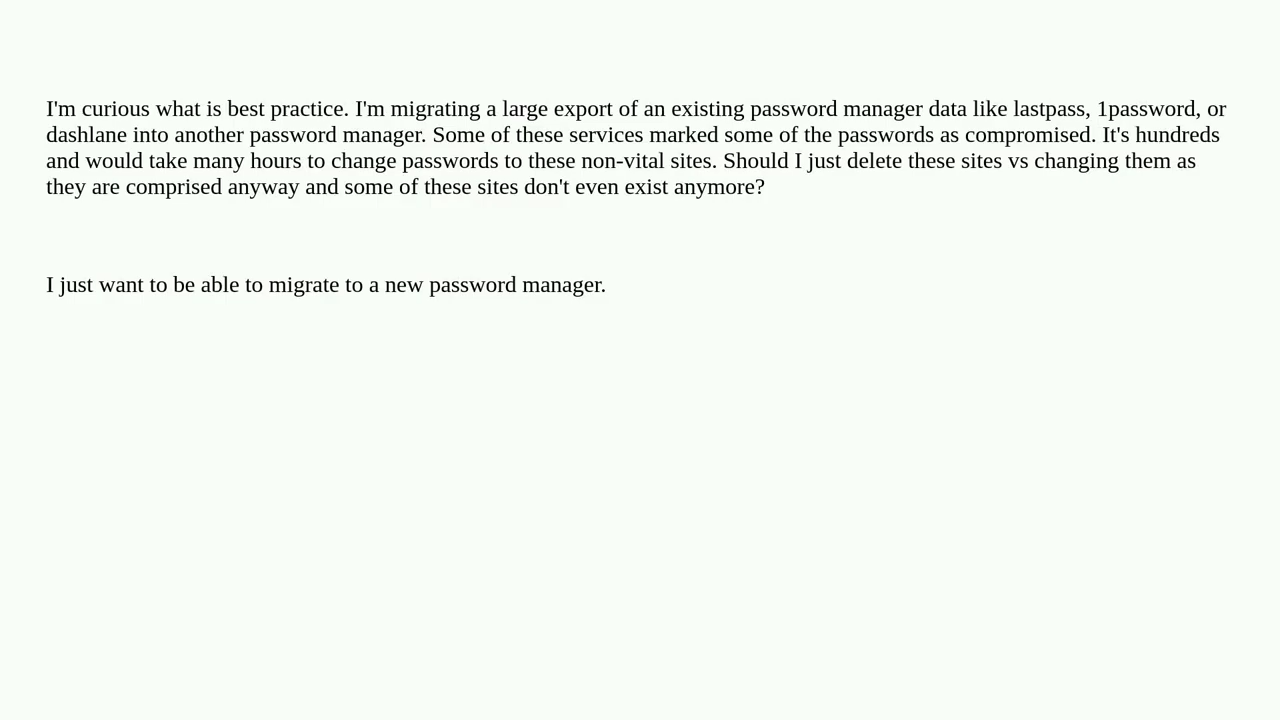 I'm curious what is best practice. I'm migrating a large export of an existing password manager data like lastpass, 1password, or
dashlane into another password manager. Some of these services marked some of the passwords as compromised. It's hundreds
and would take many hours to change passwords to these non-vital sites. Should I just delete these sites vs changing them as
they are comprised anyway and some of these sites don't even exist anymore?
I just want to be able to migrate to a new password manager.